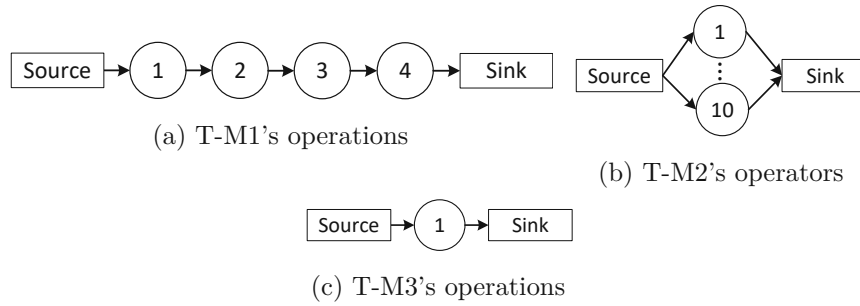 Source 1 2 3 4 Sink
(a) T-M1's operations
Source 1 10 Sink
(b) T-M2's operators
Source 1 Sink
(c) T-M3's operations